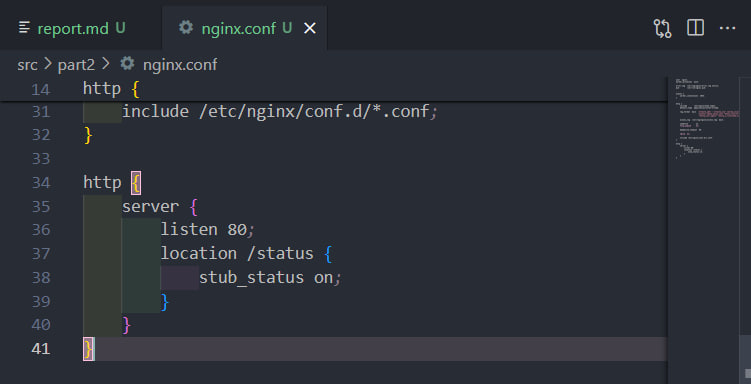 report.md U nginx.conf U
src > part2 > nginx.conf
14 http {
31 include /etc/nginx/conf.d/*.conf;
32 }
33
34 http {
35 server {
36 listen 80;
37 location /status {
38 stub_status on;
39 }
40 }
41 }